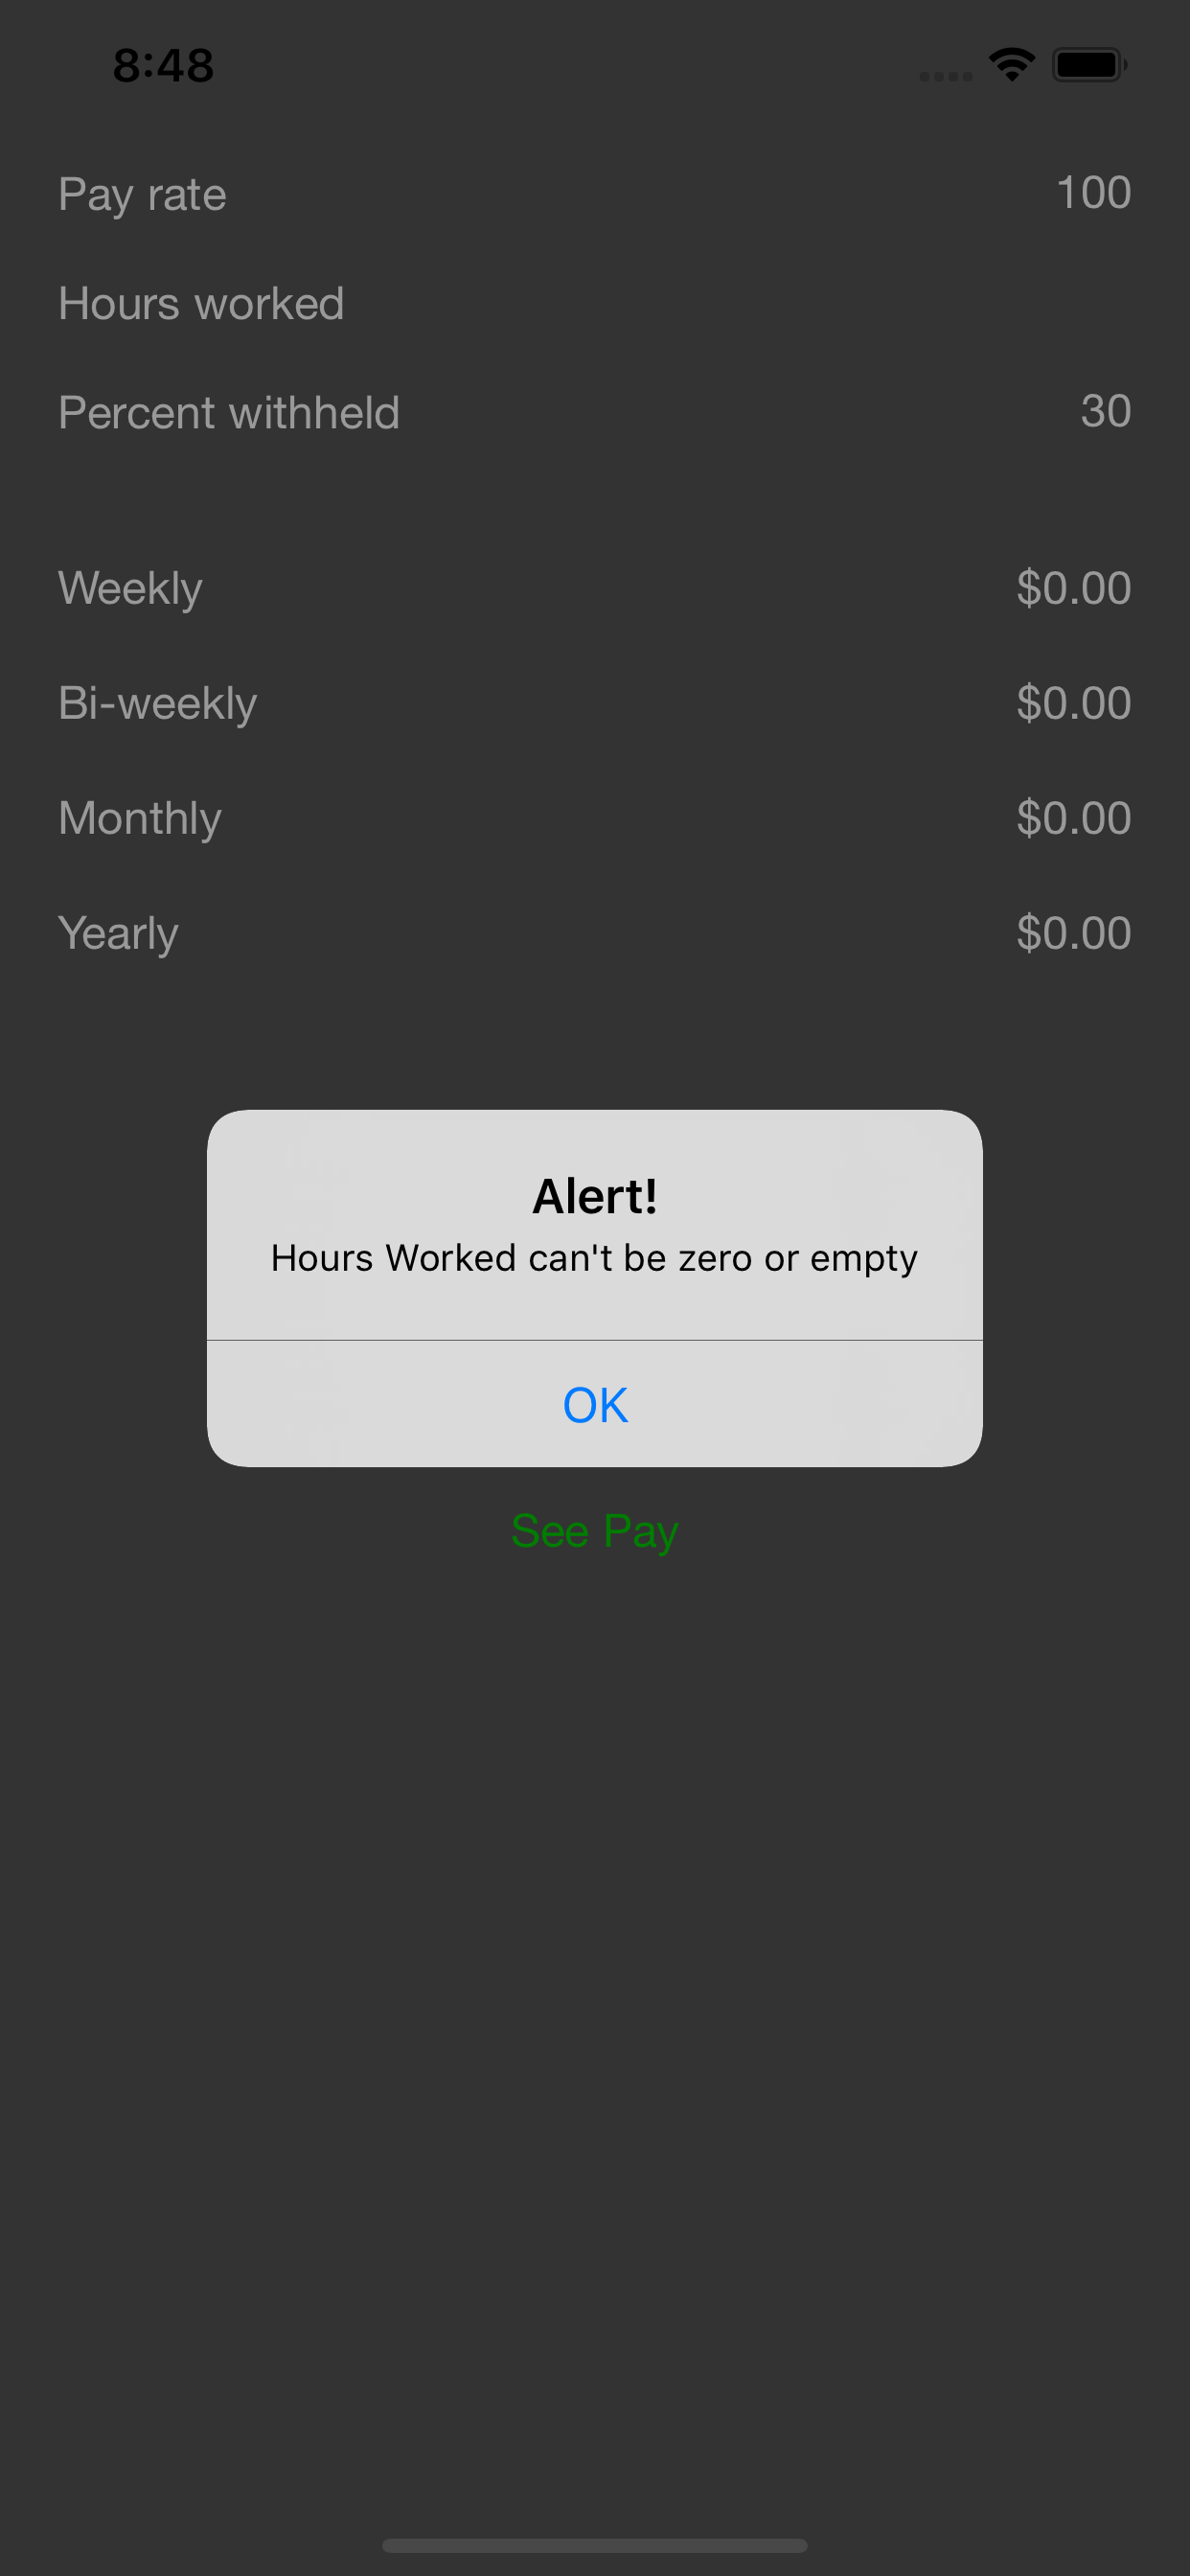 8:48
Pay rate 100
Hours worked
Percent withheld 30
Weekly $0.00
Bi-weekly $0.00
Monthly $0.00
Yearly $0.00
Alert!
Hours Worked can't be zero or empty
OK
See Pay